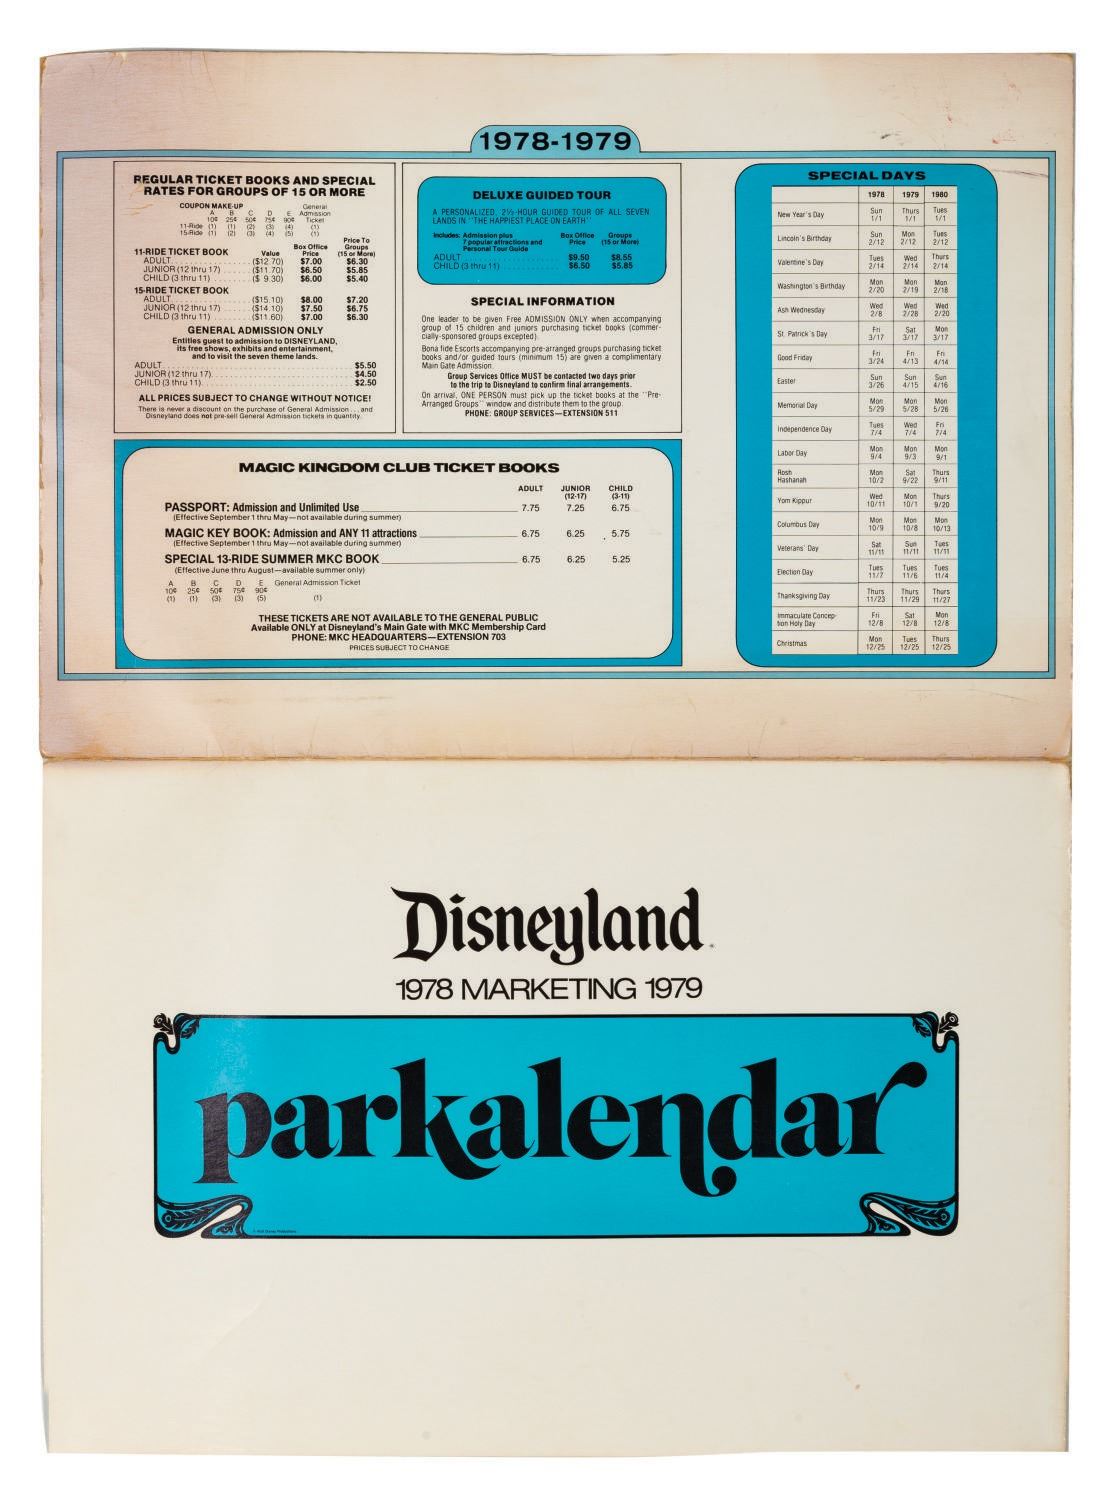 1978-1979
REGULAR TICKET BOOKS AND SPECIAL
RATES FOR GROUPS OF 15 OR MORE
COUPON MAKE-UP General
A B C D E Admission
10¢ 25¢ 50¢ 75¢ 90¢ Ticket
11-Ride (1) (1) (2) (3) (4) (1)
15-Ride (1) (2) (3) (4) (5) (1)
Price To
Box Office Groups
11-RIDE TICKET BOOK Value Price (15 or More)
ADULT ($12.70) $7.00 $6.30
JUNIOR (12 thru 17) ($11.70) $6.50 $5.85
CHILD (3 thru 11) ($ 9.30) $6.00 $5.40
15-RIDE TICKET BOOK
ADULT ($15.10) $8.00 $7.20
JUNIOR (12 thru 17) ($14.10) $7.50 $6.75
CHILD (3 thru 11) ($11.60) $7.00 $6.30
GENERAL ADMISSION ONLY
Entitles guest to admission to DISNEYLAND,
its free shows, exhibits and entertainment,
and to visit the seven theme lands.
ADULT $5.50
JUNIOR (12 thru 17) $4.50
CHILD (3 thru 11) $2.50
ALL PRICES SUBJECT TO CHANGE WITHOUT NOTICE!
There is never a discount on the purchase of General Admission . . . and
Disneyland does not pre-sell General Admission tickets in quantity.
DELUXE GUIDED TOUR
A PERSONALIZED, 2½-HOUR GUIDED TOUR OF ALL SEVEN
LANDS IN "THE HAPPIEST PLACE ON EARTH"
Includes: Admission plus Box Office Groups
7 popular attractions and Price (15 or More)
Personal Tour Guide
ADULT $9.50 $8.55
CHILD (3 thru 11) $6.50 $5.85
SPECIAL INFORMATION
One leader to be given Free ADMISSION ONLY when accompanying
group of 15 children and juniors purchasing ticket books (commer-
cially-sponsored groups excepted).
Bona fide Escorts accompanying pre-arranged groups purchasing ticket
books and/or guided tours (minimum 15) are given a complimentary
Main Gate Admission.
Group Services Office MUST be contacted two days prior
to the trip to Disneyland to confirm final arrangements.
On arrival, ONE PERSON must pick up the ticket books at the "Pre-
Arranged Groups" window and distribute them to the group.
PHONE: GROUP SERVICES—EXTENSION 511
MAGIC KINGDOM CLUB TICKET BOOKS
ADULT JUNIOR CHILD
(12-17) (3-11)
PASSPORT: Admission and Unlimited Use 7.75 7.25 6.75
(Effective September 1 thru May—not available during summer)
MAGIC KEY BOOK: Admission and ANY 11 attractions 6.75 6.25 5.75
(Effective September 1 thru May—not available during summer)
SPECIAL 13-RIDE SUMMER MKC BOOK 6.75 6.25 5.25
(Effective June thru August—available summer only)
A B C D E General Admission Ticket
10¢ 25¢ 50¢ 75¢ 90¢
(1) (1) (3) (3) (5) (1)
THESE TICKETS ARE NOT AVAILABLE TO THE GENERAL PUBLIC
Available ONLY at Disneyland's Main Gate with MKC Membership Card
PHONE: MKC HEADQUARTERS—EXTENSION 703
PRICES SUBJECT TO CHANGE
SPECIAL DAYS
1978 1979 1980
New Year's Day Sun 1/1 Thurs 1/1 Tues 1/1
Lincoln's Birthday Sun 2/12 Mon 2/12 Tues 2/12
Valentine's Day Tues 2/14 Wed 2/14 Thur 2/14
Washington's Birthday Mon 2/20 Mon 2/19 Mon 2/18
Ash Wednesday Wed 2/8 Wed 2/28 Wed 2/20
St. Patrick's Day Fri 3/17 Sat 3/17 Mon 3/17
Good Friday Fri 3/24 Fri 4/13 Fri 4/14
Easter Sun 3/26 Sun 4/15 Sun 4/16
Memorial Day Mon 5/29 Mon 5/28 Mon 5/26
Independence Day Tues 7/4 Wed 7/4 Fri 7/4
Labor Day Mon 9/4 Mon 9/3 Mon 9/1
Rosh Hashanah Mon 10/2 Sat 9/22 Thurs 9/11
Yom Kippur Wed 10/11 Mon 10/1 Thurs 9/20
Columbus Day Mon 10/9 Mon 10/8 Mon 10/13
Veterans' Day Sat 11/11 Sun 11/11 Tues 11/11
Election Day Tues 11/7 Tues 11/6 Tues 11/4
Thanksgiving Day Thurs 11/23 Thurs 11/29 Thurs 11/27
Immaculate Concep-
tion Holy Day Fri 12/8 Sat 12/8 Mon 12/8
Christmas Mon 12/25 Tues 12/25 Thurs 12/25
Disneyland
1978 MARKETING 1979
parkalendar
© Walt Disney Productions